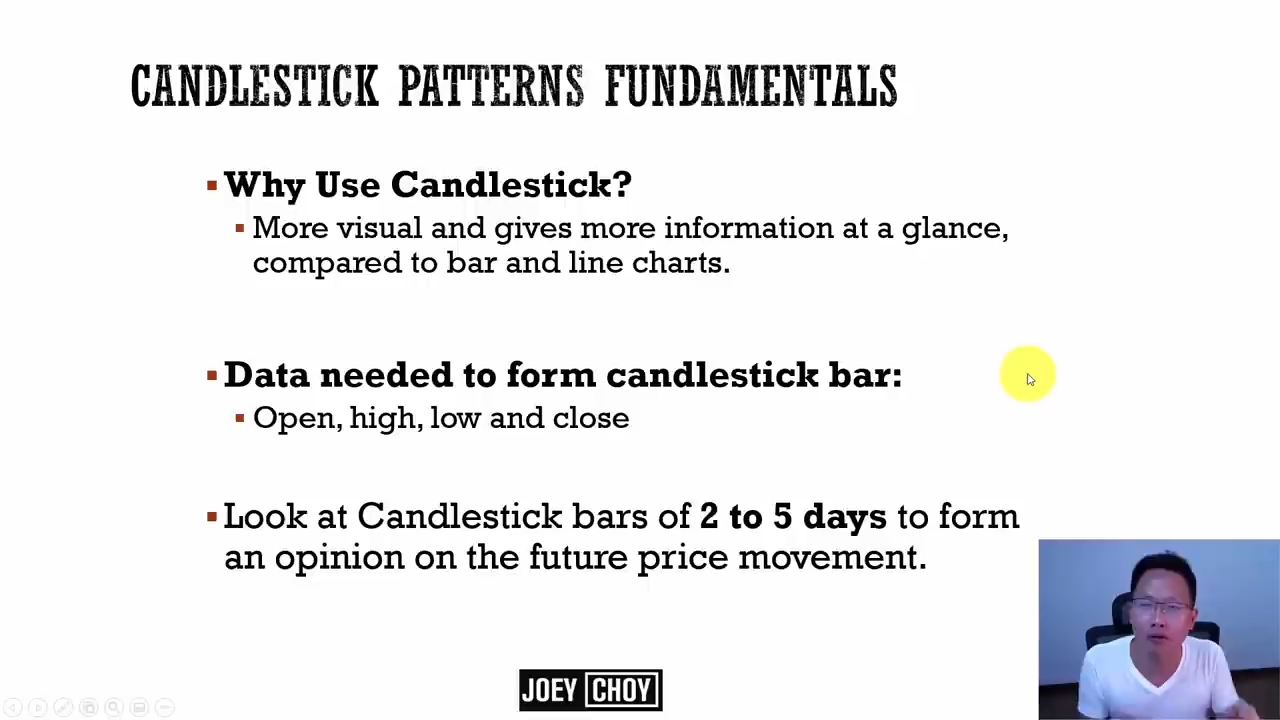 CANDLESTICK PATTERNS FUNDAMENTALS
Why Use Candlestick?
More visual and gives more information at a glance,
compared to bar and line charts.
Data needed to form candlestick bar:
Open, high, low and close
Look at Candlestick bars of 2 to 5 days to form
an opinion on the future price movement.
JOEY CHOY